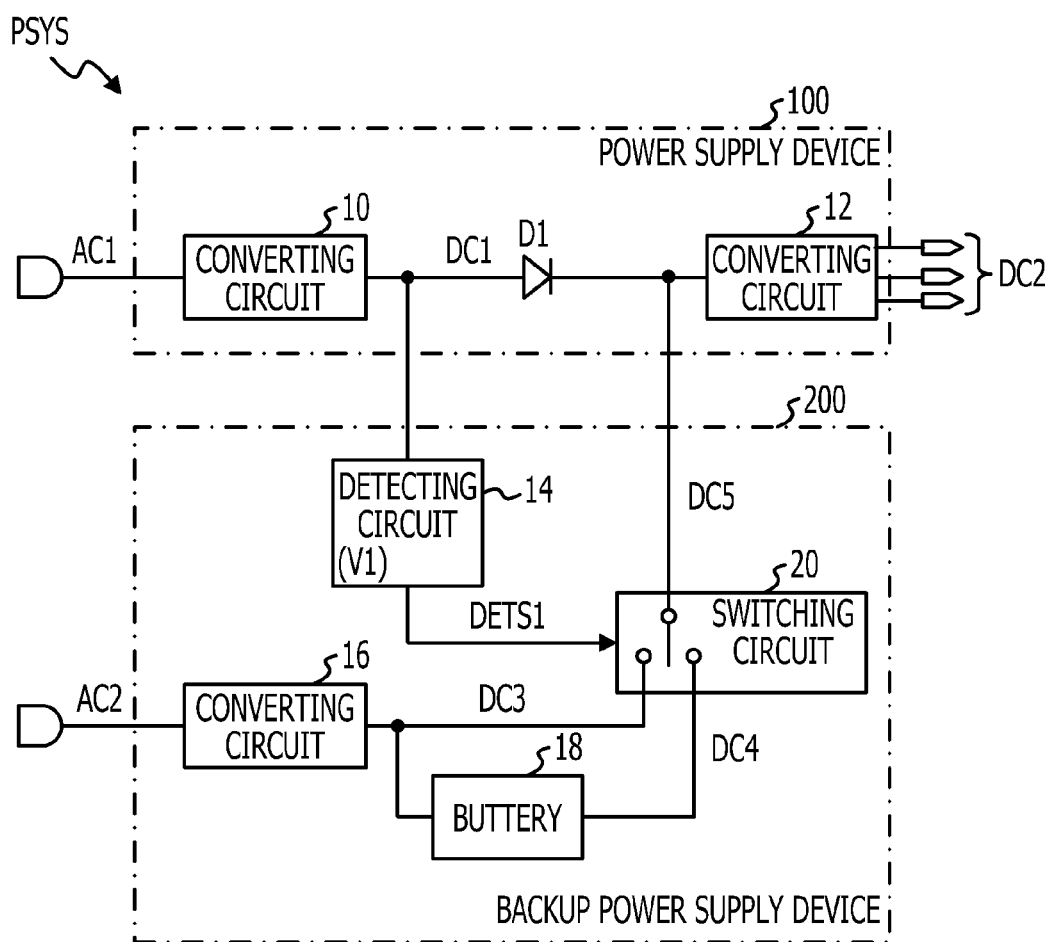 PSYS
100
POWER SUPPLY DEVICE
AC1
10
CONVERTING
CIRCUIT
DC1
D1
12
CONVERTING
CIRCUIT
DC2
200
DETECTING
CIRCUIT
(V1)
14
DC5
DETS1
20
SWITCHING
CIRCUIT
AC2
16
CONVERTING
CIRCUIT
DC3
DC4
18
BUTTERY
BACKUP POWER SUPPLY DEVICE